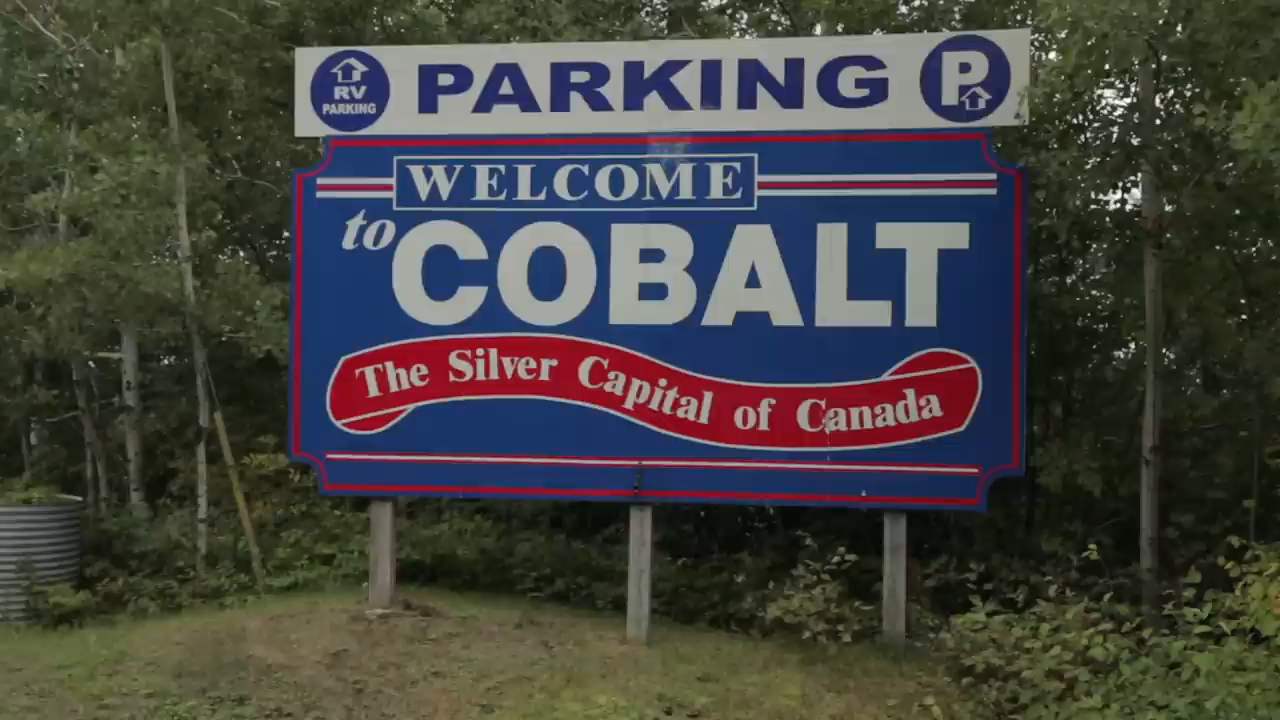 RV
PARKING
PARKING
P
WELCOME
to COBALT
The Silver Capital of Canada